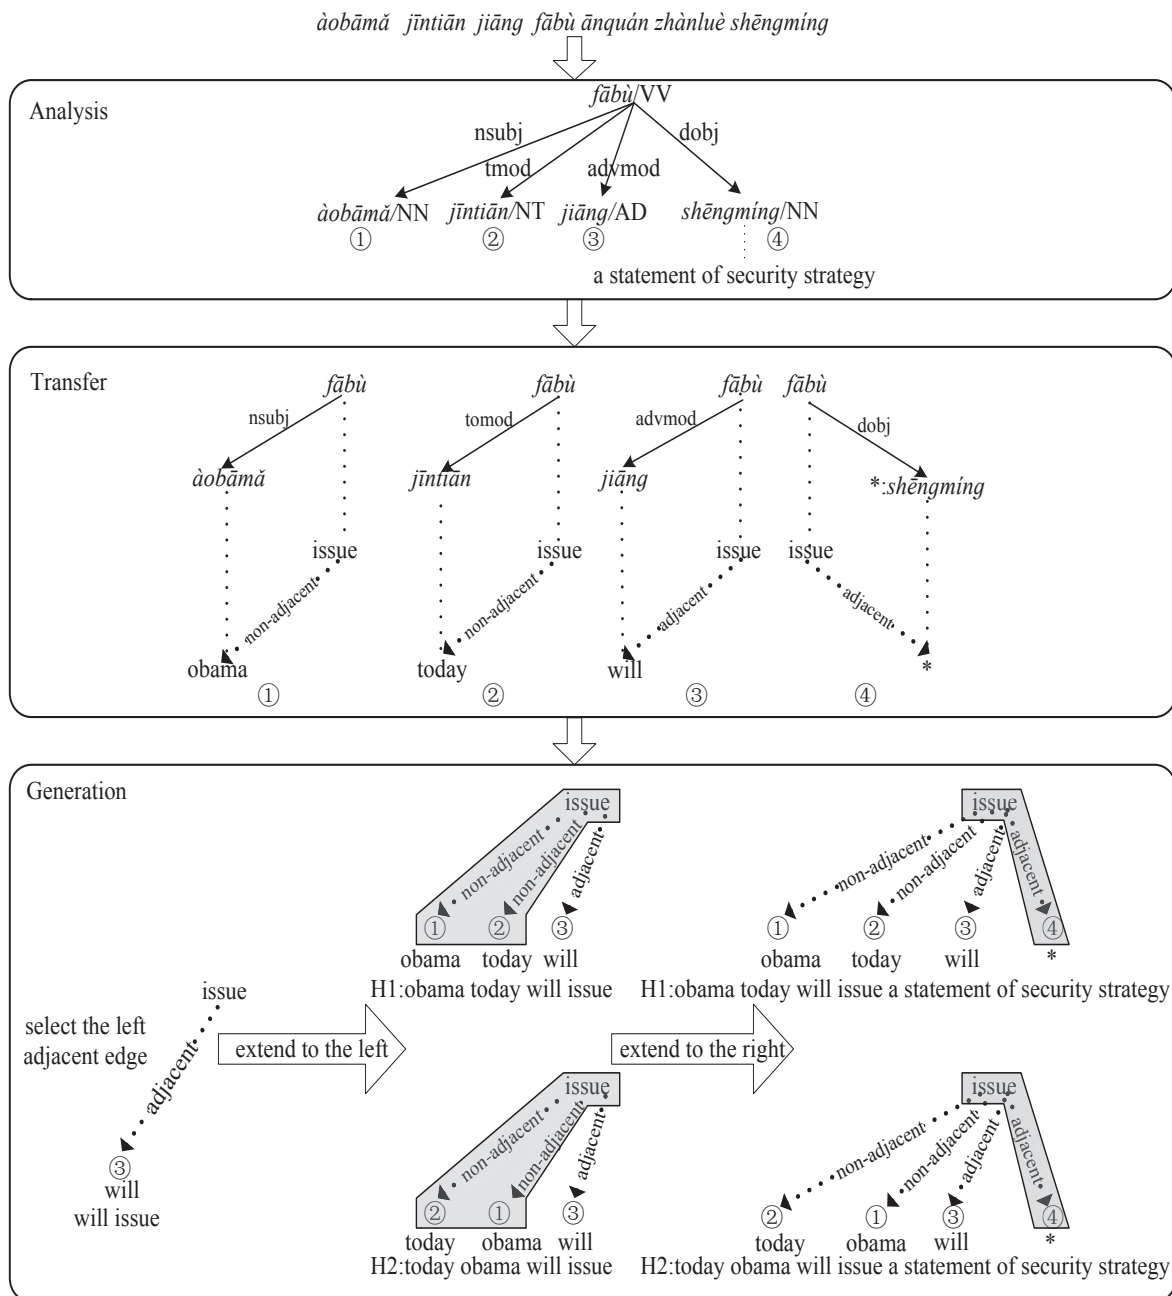 àobāmǎ jīntiān jiāng fābù ānquán zhànluè shēngmíng
Analysis
fābù/VV
nsubj
dobj
tmod
advmod
àobāmǎ/NN jīntiān/NT jiāng/AD shēngmíng/NN
① ② ③ ④
a statement of security strategy
Transfer
fābù fābù fābù fābù
nsubj tomod advmod dobj
àobāmǎ jīntiān jiāng *:shēngmíng
issue issue issue issue
non-adjacent non-adjacent adjacent adjacent
obama today will *
① ② ③ ④
Generation
issue issue
non-adjacent non-adjacent adjacent non-adjacent non-adjacent adjacent adjacent
① ② ③ ① ② ③ ④
obama today will obama today will *
H1:obama today will issue H1:obama today will issue a statement of security strategy
issue
select the left
adjacent edge
adjacent
extend to the left extend to the right
③
will
will issue
issue issue
non-adjacent non-adjacent adjacent non-adjacent non-adjacent adjacent adjacent
② ① ③ ② ① ③ ④
today obama will today obama will *
H2:today obama will issue H2:today obama will issue a statement of security strategy